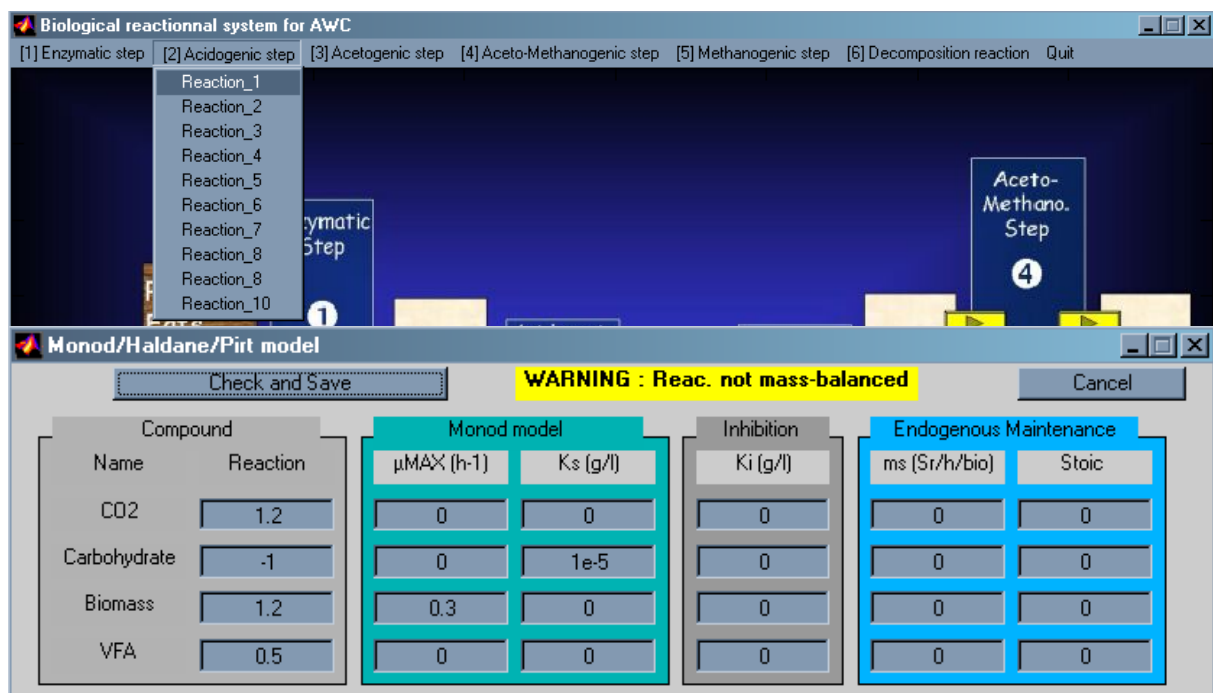 Biological reactionnal system for AWC
[1] Enzymatic step [2] Acidogenic step [3] Acetogenic step [4] Aceto-Methanogenic step [5] Methanogenic step [6] Decomposition reaction Quit
Reaction_1
Reaction_2
Reaction_3
Reaction_4
Reaction_5
Reaction_6
Reaction_7
Reaction_8
Reaction_8
Reaction_10
ymatic
Step
1
Aceto-
Methano.
Step
4
Monod/Haldane/Pirt model
Check and Save WARNING : Reac. not mass-balanced Cancel
Compound Monod model Inhibition Endogenous Maintenance
Name Reaction µMAX (h-1) Ks (g/l) Ki (g/l) ms (Sr/h/bio) Stoic
CO2 1.2 0 0 0 0 0
Carbohydrate -1 0 1e-5 0 0 0
Biomass 1.2 0.3 0 0 0 0
VFA 0.5 0 0 0 0 0